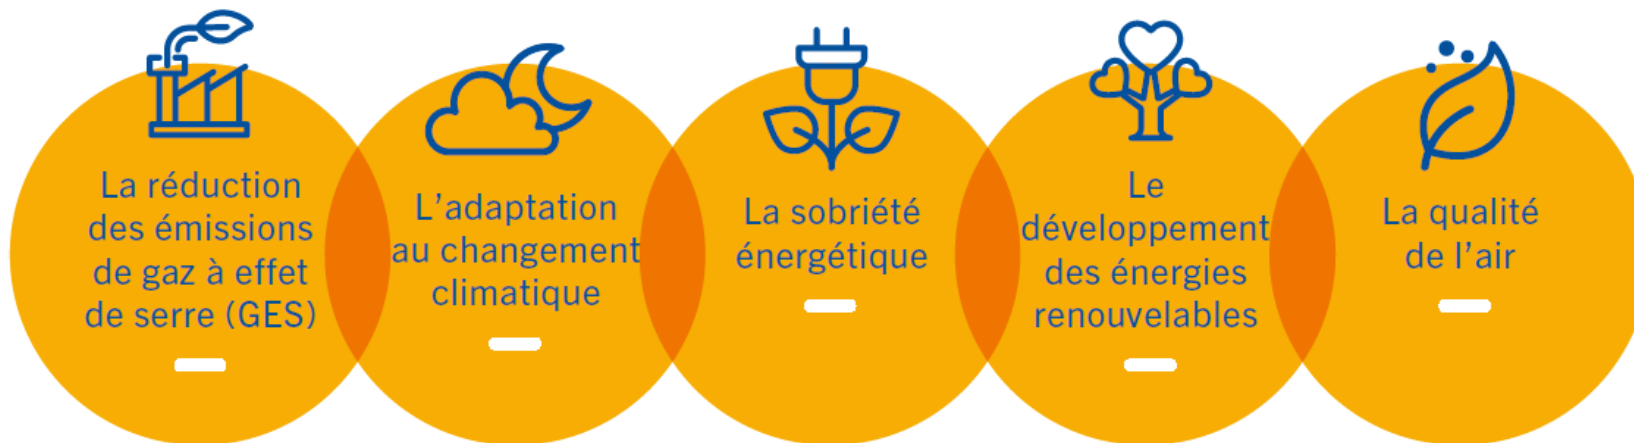 La réduction
des émissions
de gaz à effet
de serre (GES)
L'adaptation
au changement
climatique
La sobriété
énergétique
Le
développement
des énergies
renouvelables
La qualité
de l'air